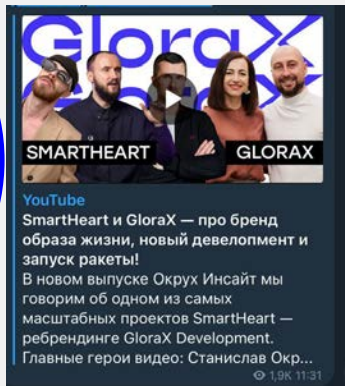 GloraX
GloraX
SMARTHEART
GLORAX
YouTube
SmartHeart и GloraX — про бренд
образа жизни, новый девелопмент и
запуск ракеты!
В новом выпуске Окрух Инсайт мы
говорим об одном из самых
масштабных проектов SmartHeart —
ребрендинге GloraX Development.
Главные герои видео: Станислав Окр...
1,9K 11:31